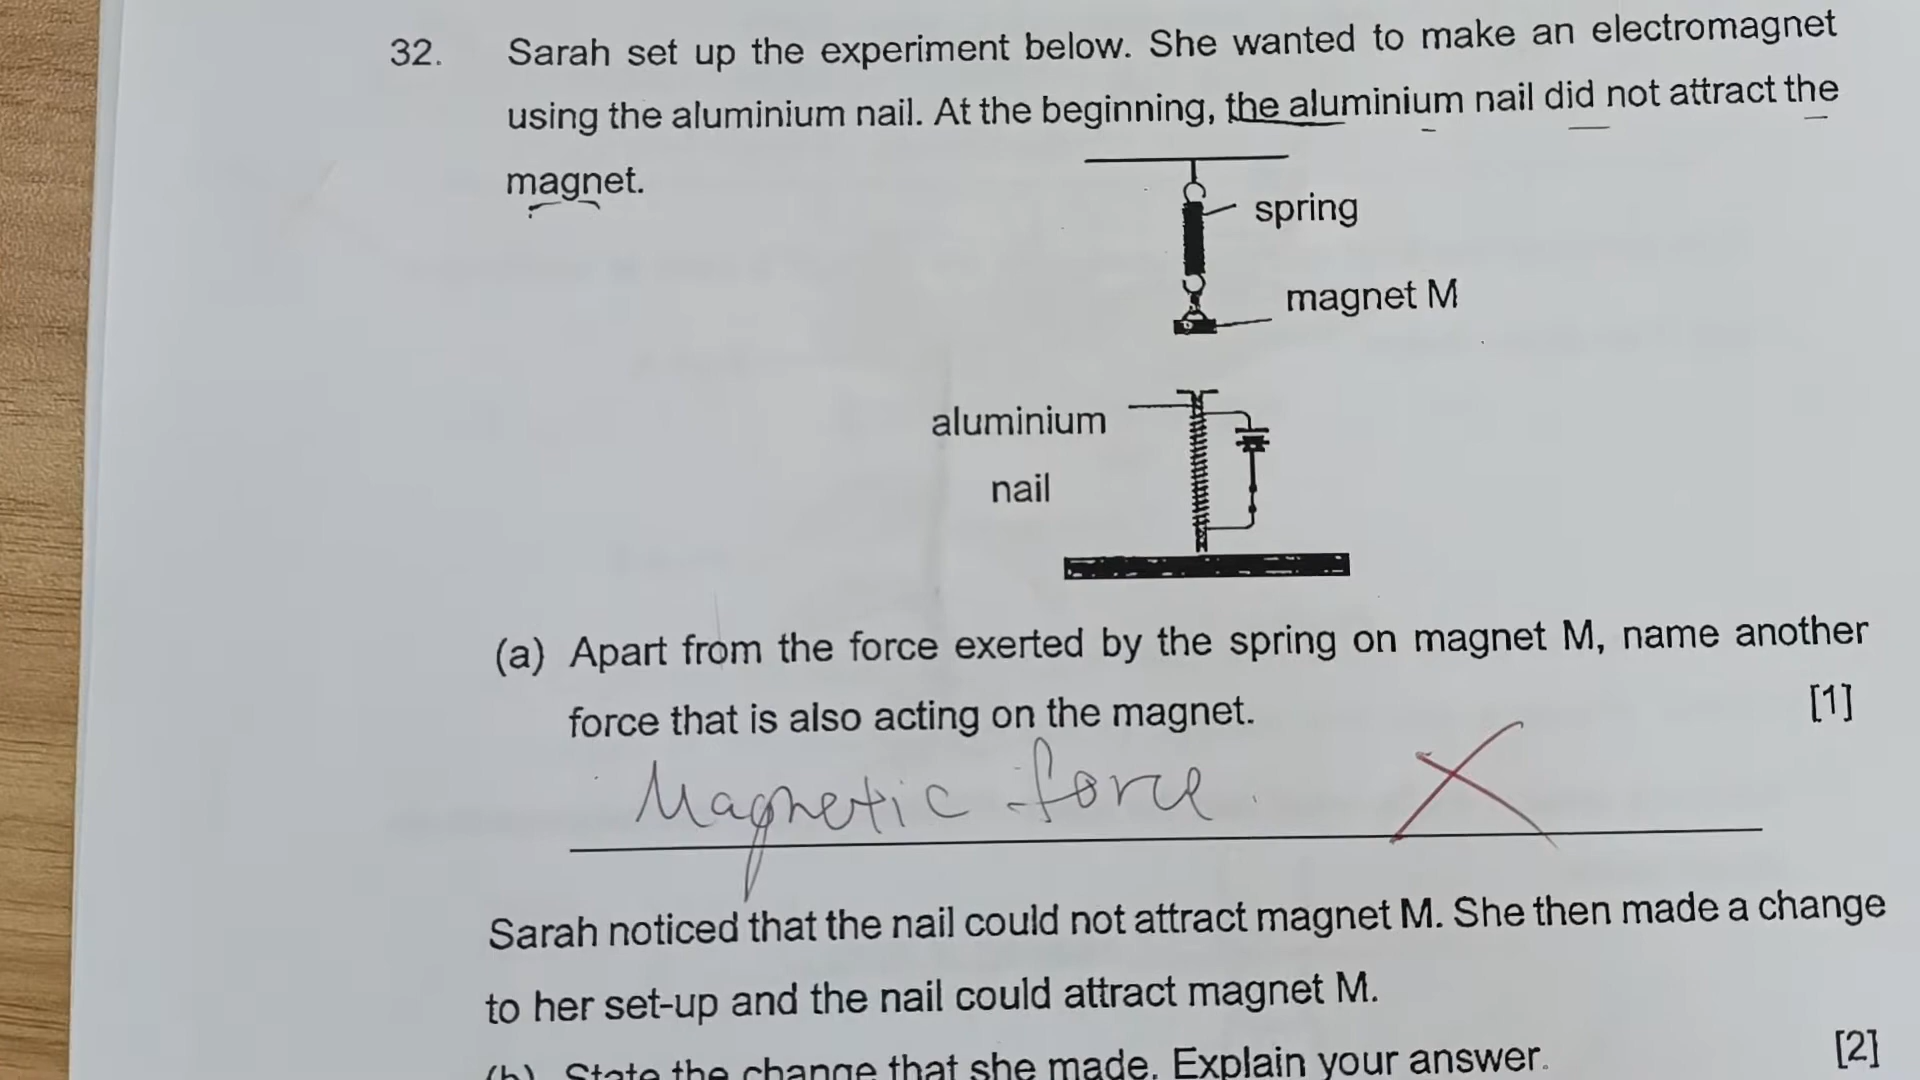 32. Sarah set up the experiment below. She wanted to make an electromagnet
using the aluminium nail. At the beginning, the aluminium nail did not attract the
magnet.
spring
magnet M
aluminium
nail
(a) Apart from the force exerted by the spring on magnet M, name another
force that is also acting on the magnet. [1]
Magnetic force.
Sarah noticed that the nail could not attract magnet M. She then made a change
to her set-up and the nail could attract magnet M.
(b) State the change that she made. Explain your answer. [2]